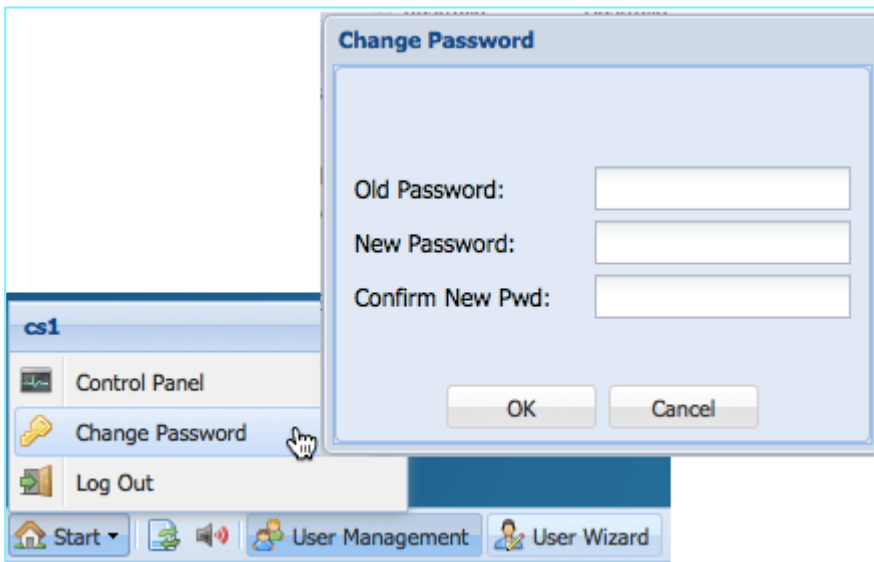 Change Password
Old Password:
New Password:
Confirm New Pwd:
OK
Cancel
cs1
Control Panel
Change Password
Log Out
Start
User Management
User Wizard